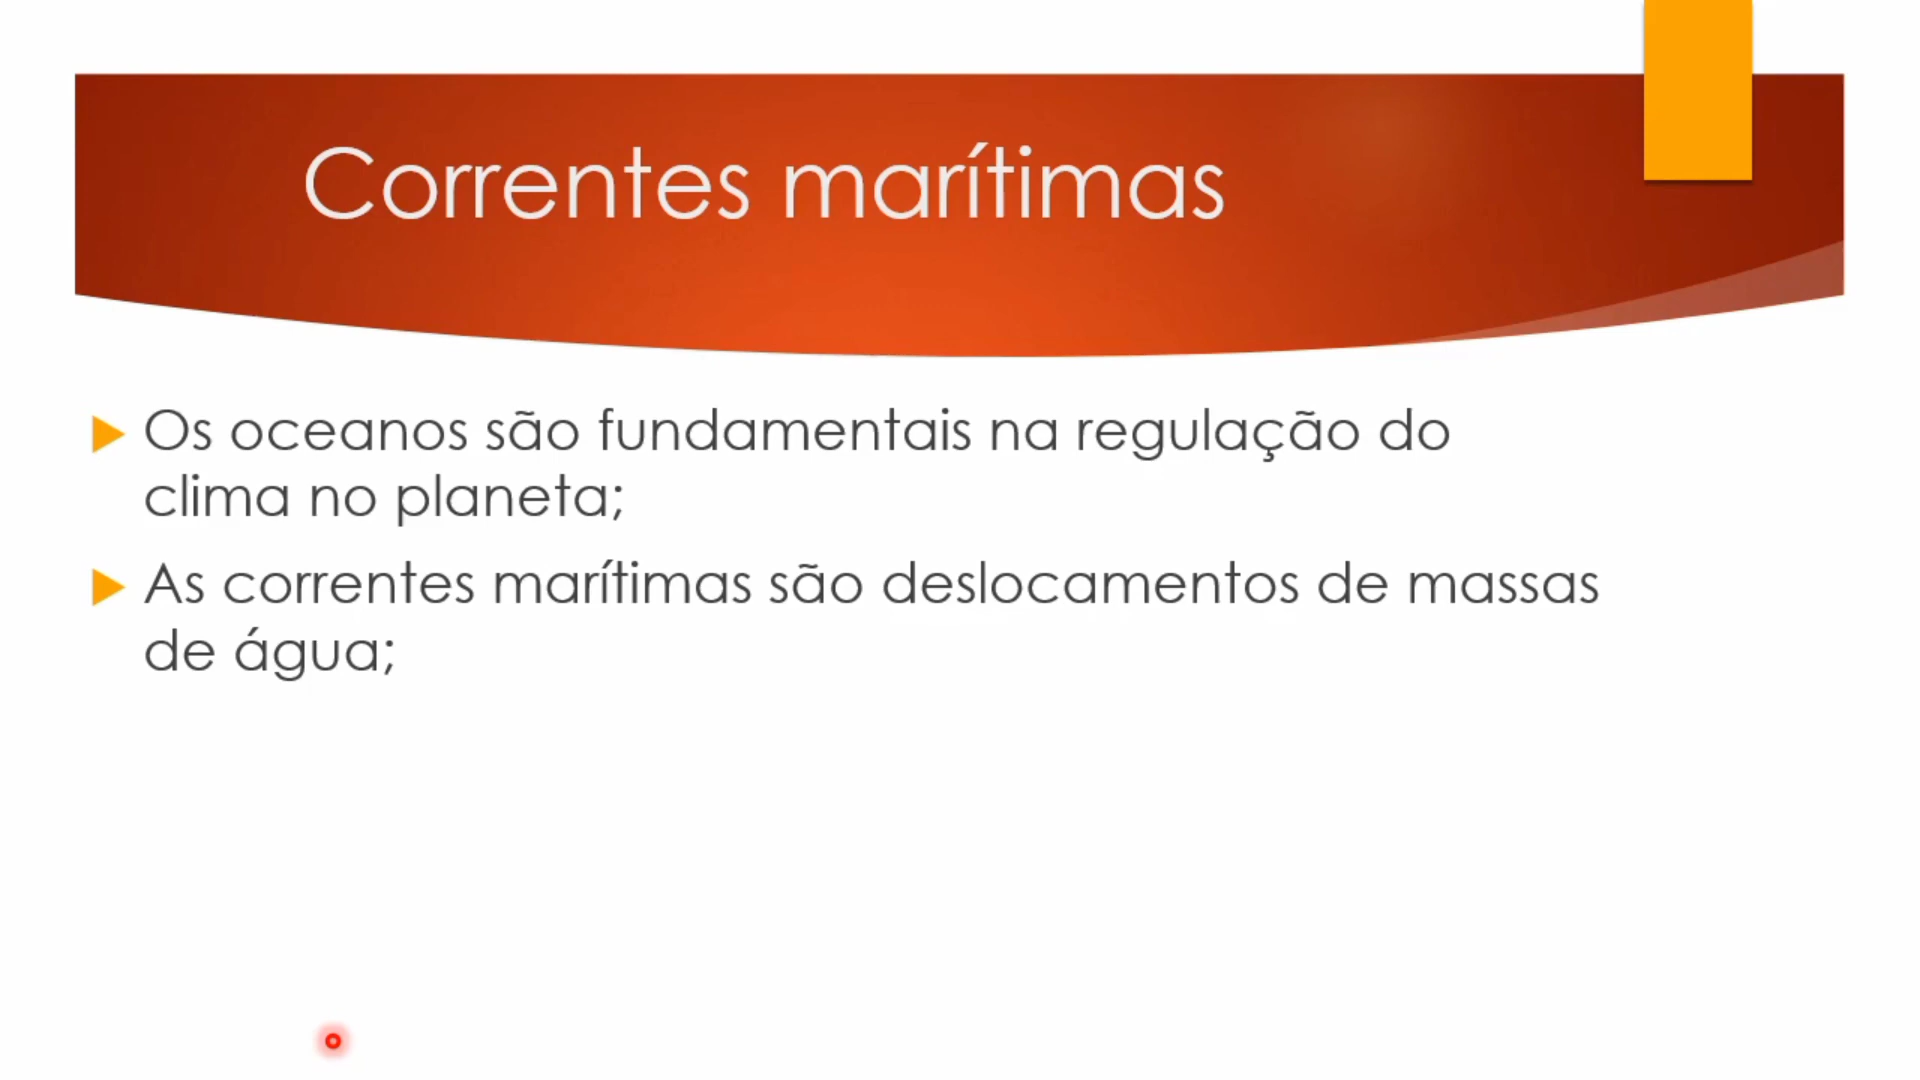 Correntes marítimas
Os oceanos são fundamentais na regulação do
clima no planeta;
As correntes marítimas são deslocamentos de massas
de água;